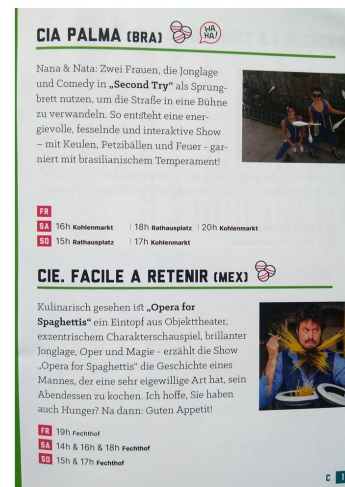 CIA PALMA (BRA) HA HA!
Nana & Nata: Zwei Frauen, die Jonglage
und Comedy in „Second Try“ als Sprung-
brett nutzen, um die Straße in eine Bühne
zu verwandeln. So entsteht eine ener-
gievolle, fesselnde und interaktive Show
– mit Keulen, Petzibällen und Feuer - gar-
niert mit brasilianischem Temperament!
FR
SA 16h Kohlenmarkt | 18h Rathausplatz | 20h Kohlenmarkt
SO 15h Rathausplatz | 17h Kohlenmarkt
CIE. FACILE A RETENIR (MEX)
Kulinarisch gesehen ist „Opera for
Spaghettis“ ein Eintopf aus Objekttheater,
exzentrischem Charakterschauspiel, brillanter
Jonglage, Oper und Magie - erzählt die Show
„Opera for Spaghettis" die Geschichte eines
Mannes, der eine sehr eigewillige Art hat, sein
Abendessen zu kochen. Ich hoffe, Sie haben
auch Hunger? Na dann: Guten Appetit!
FR 19h Fechthof
SA 14h & 16h & 18h Fechthof
SO 15h & 17h Fechthof
C